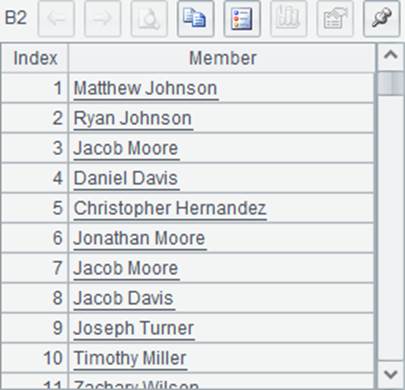 B2
Index Member
1 Matthew Johnson
2 Ryan Johnson
3 Jacob Moore
4 Daniel Davis
5 Christopher Hernandez
6 Jonathan Moore
7 Jacob Moore
8 Jacob Davis
9 Joseph Turner
10 Timothy Miller
11 Zachary Wilson